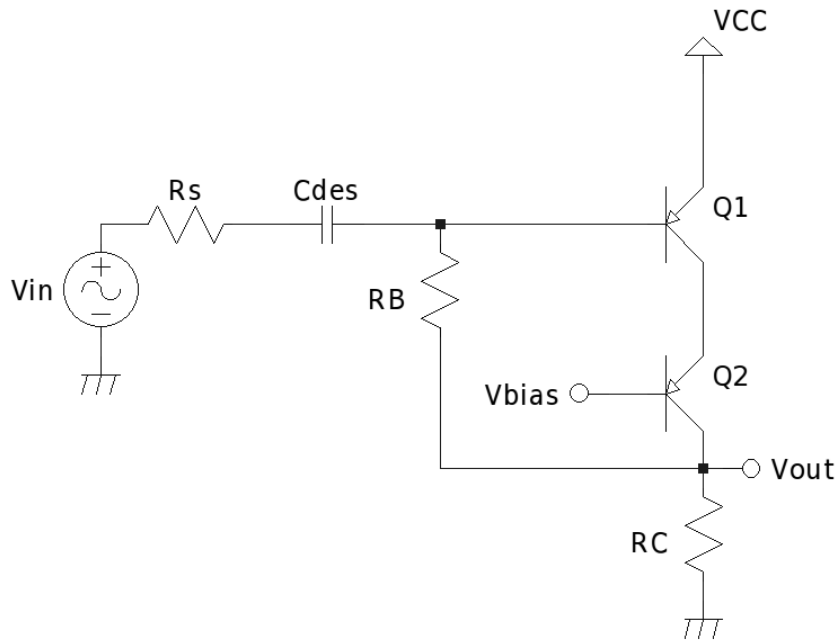 VCC
Rs
Cdes
Q1
Vin
RB
Q2
Vbias
Vout
RC